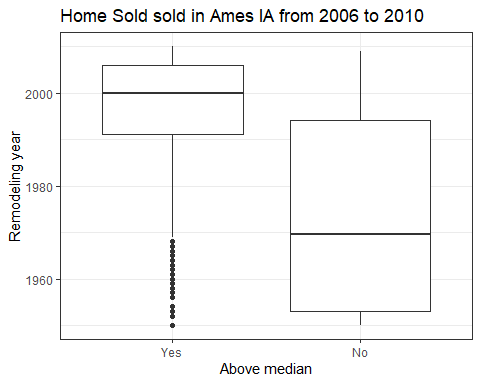 Home Sold sold in Ames IA from 2006 to 2010
Remodeling year
2000
1980
1960
Yes
No
Above median